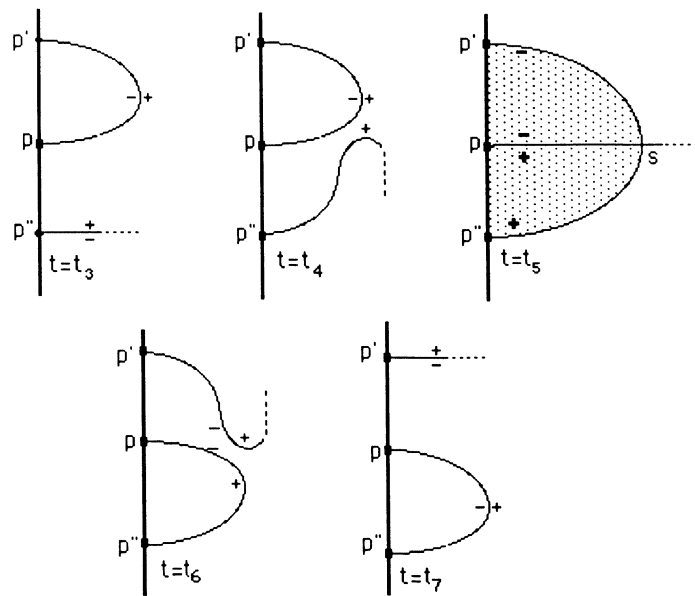 p'
- +
p
p"
+
-
t=t3
p'
- +
p
+
p"
t=t4
p'
-
p
-
+
s
+
p"
t=t5
p'
-
+
p
-
+
p"
t=t6
p'
+
-
p
- +
p"
t=t7